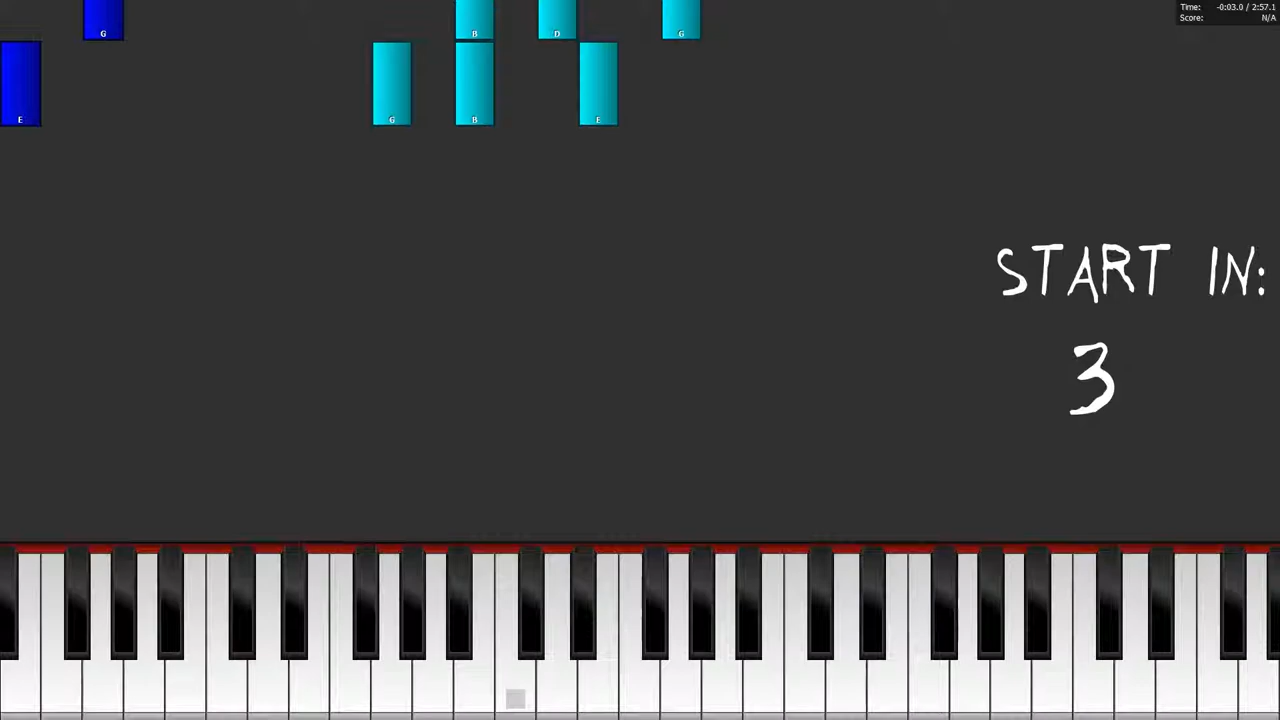 Time: -0:03.0 / 2:57.1
Score: N/A
G B D G
E G B E
START IN:
3